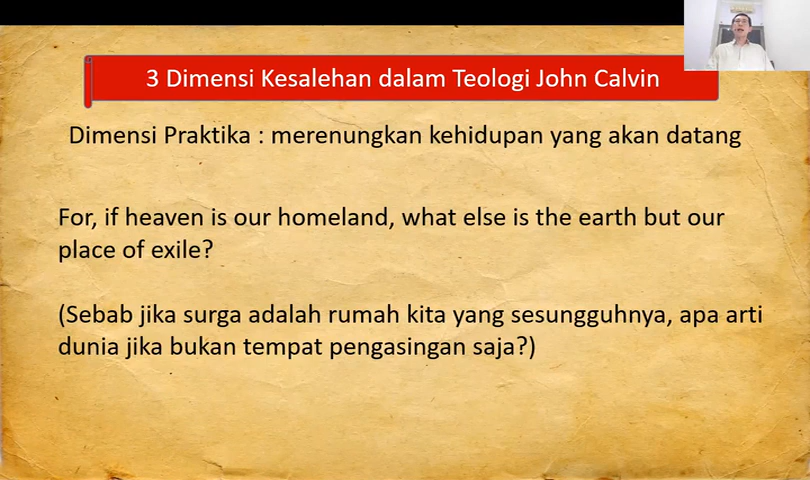 3 Dimensi Kesalehan dalam Teologi John Calvin
Dimensi Praktika : merenungkan kehidupan yang akan datang
For, if heaven is our homeland, what else is the earth but our
place of exile?
(Sebab jika surga adalah rumah kita yang sesungguhnya, apa arti
dunia jika bukan tempat pengasingan saja?)